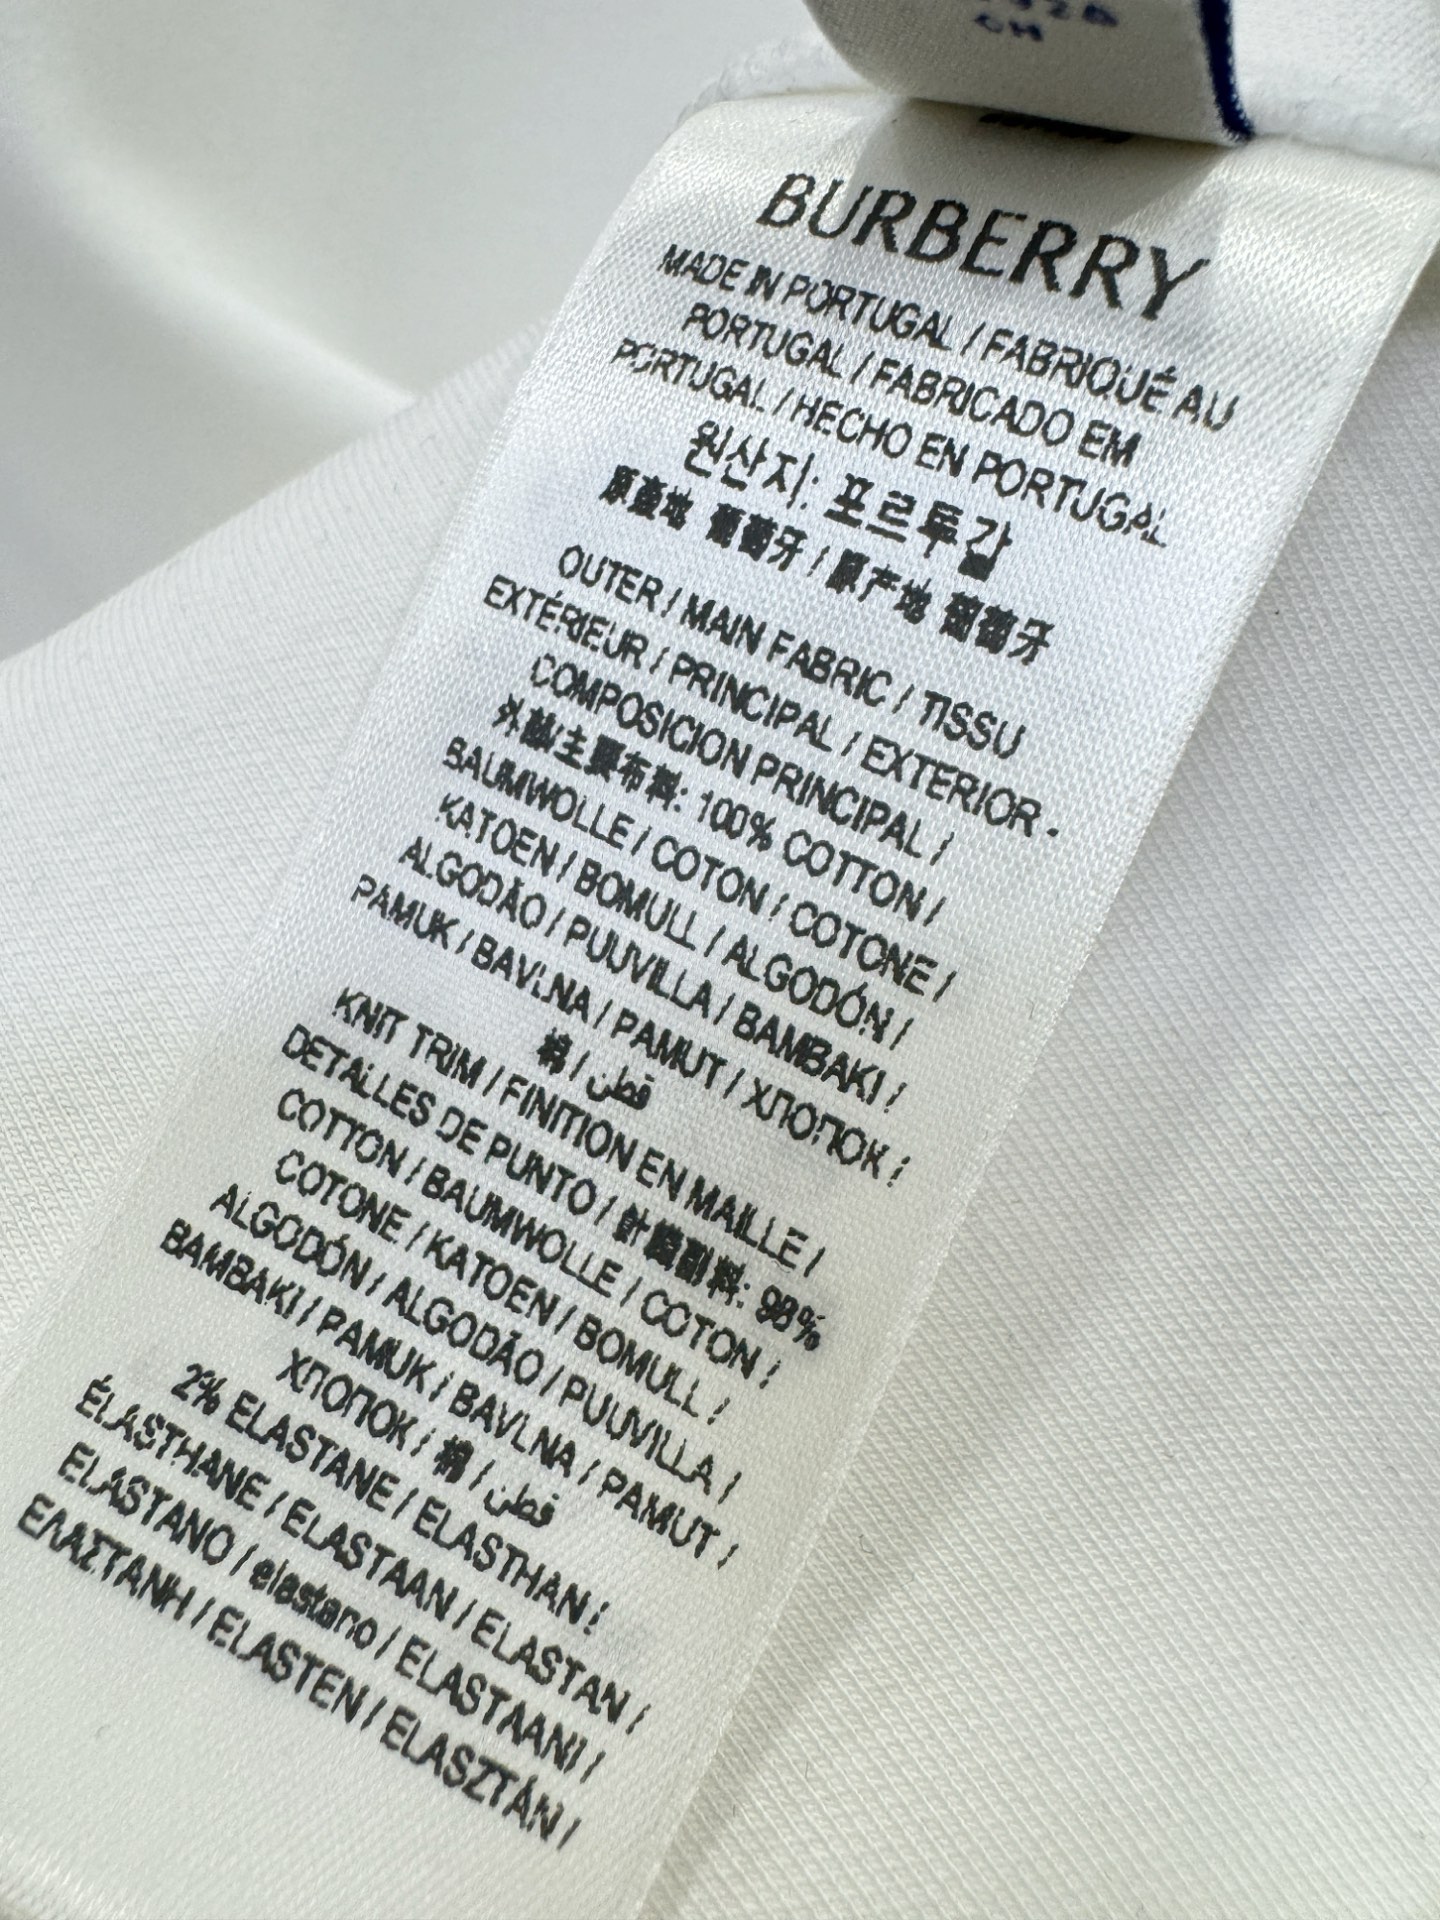 CH
BURBERRY
MADE IN PORTUGAL / FABRIQUÉ AU
PORTUGAL / FABRICADO EM
PORTUGAL / HECHO EN PORTUGAL
원산지: 포르투갈
原產地 葡萄牙 / 原产地 葡萄牙
OUTER / MAIN FABRIC / TISSU
EXTÉRIEUR / PRINCIPAL / EXTERIOR -
COMPOSICION PRINCIPAL /
外部/主要布料: 100% COTTON /
BAUMWOLLE / COTON / COTONE /
KATOEN / BOMULL / ALGODÓN /
ALGODÃO / PUUVILLA / BAMBAKI /
PAMUK / BAVLNA / PAMUT / ХЛОПОК /
棉 / قطن
KNIT TRIM / FINITION EN MAILLE /
DETALLES DE PUNTO / 針織副料: 98%
COTTON / BAUMWOLLE / COTON /
COTONE / KATOEN / BOMULL /
ALGODÓN / ALGODÃO / PUUVILLA /
BAMBAKI / PAMUK / BAVLNA / PAMUT /
ХЛОПОК / 棉 / قطن
2% ELASTANE / ELASTHAN /
ÉLASTHANE / ELASTAAN / ELASTAN /
ELASTANO / elastano / ELASTAANI /
ΕΛΑΣΤΑΝΗ / ELASTEN / ELASZTÁN /